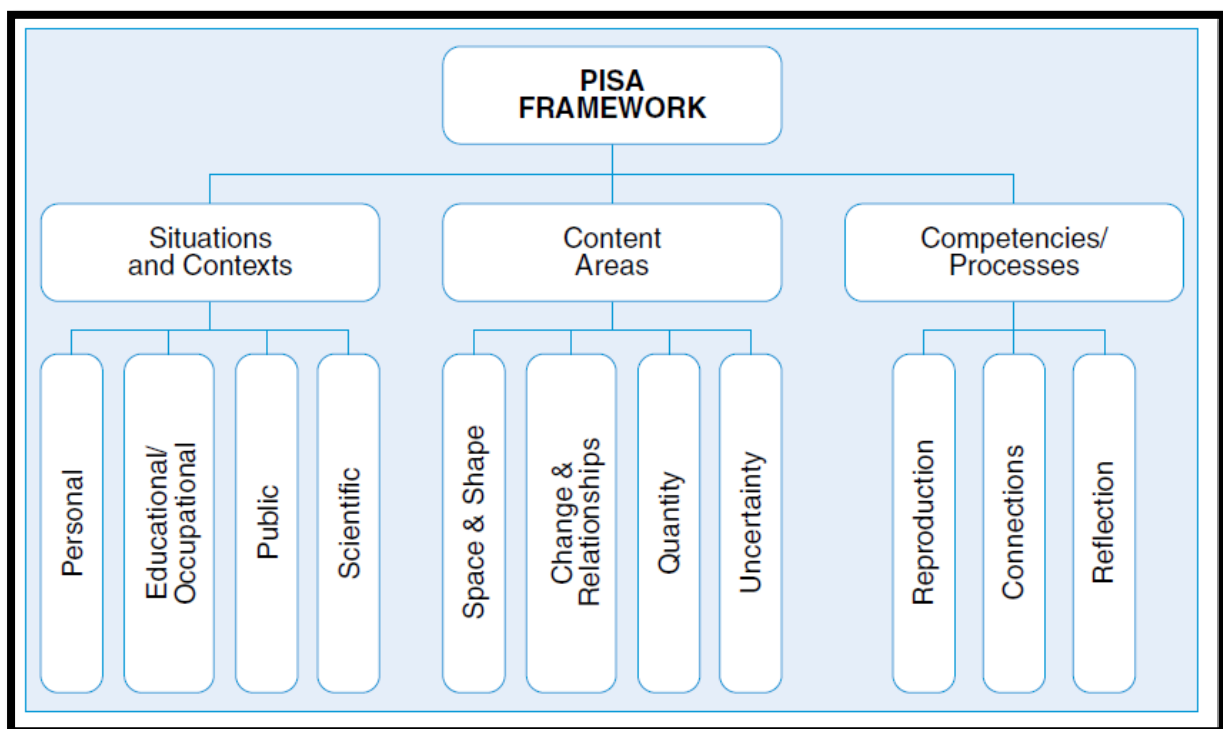 PISA
FRAMEWORK
Situations
and Contexts
Content
Areas
Competencies/
Processes
Personal
Educational/
Occupational
Public
Scientific
Space & Shape
Change &
Relationships
Quantity
Uncertainty
Reproduction
Connections
Reflection